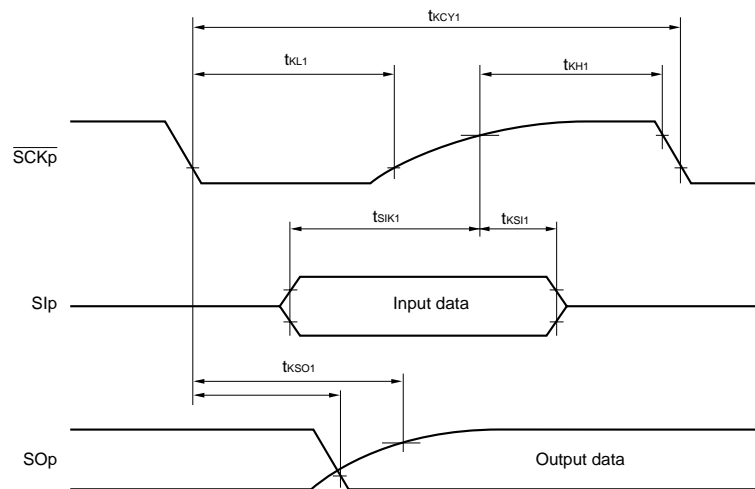 tKCY1
tKL1
tKH1
SCKp
tSIK1
tKSI1
SIp
Input data
tKSO1
SOp
Output data